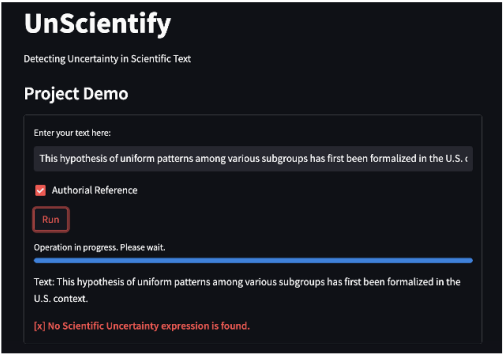 UnScientify
Detecting Uncertainty in Scientific Text
Project Demo
Enter your text here:
This hypothesis of uniform patterns among various subgroups has first been formalized in the U.S. c
Authorial Reference
Run
Operation in progress. Please wait.
Text: This hypothesis of uniform patterns among various subgroups has first been formalized in the
U.S. context.
[x] No Scientific Uncertainty expression is found.